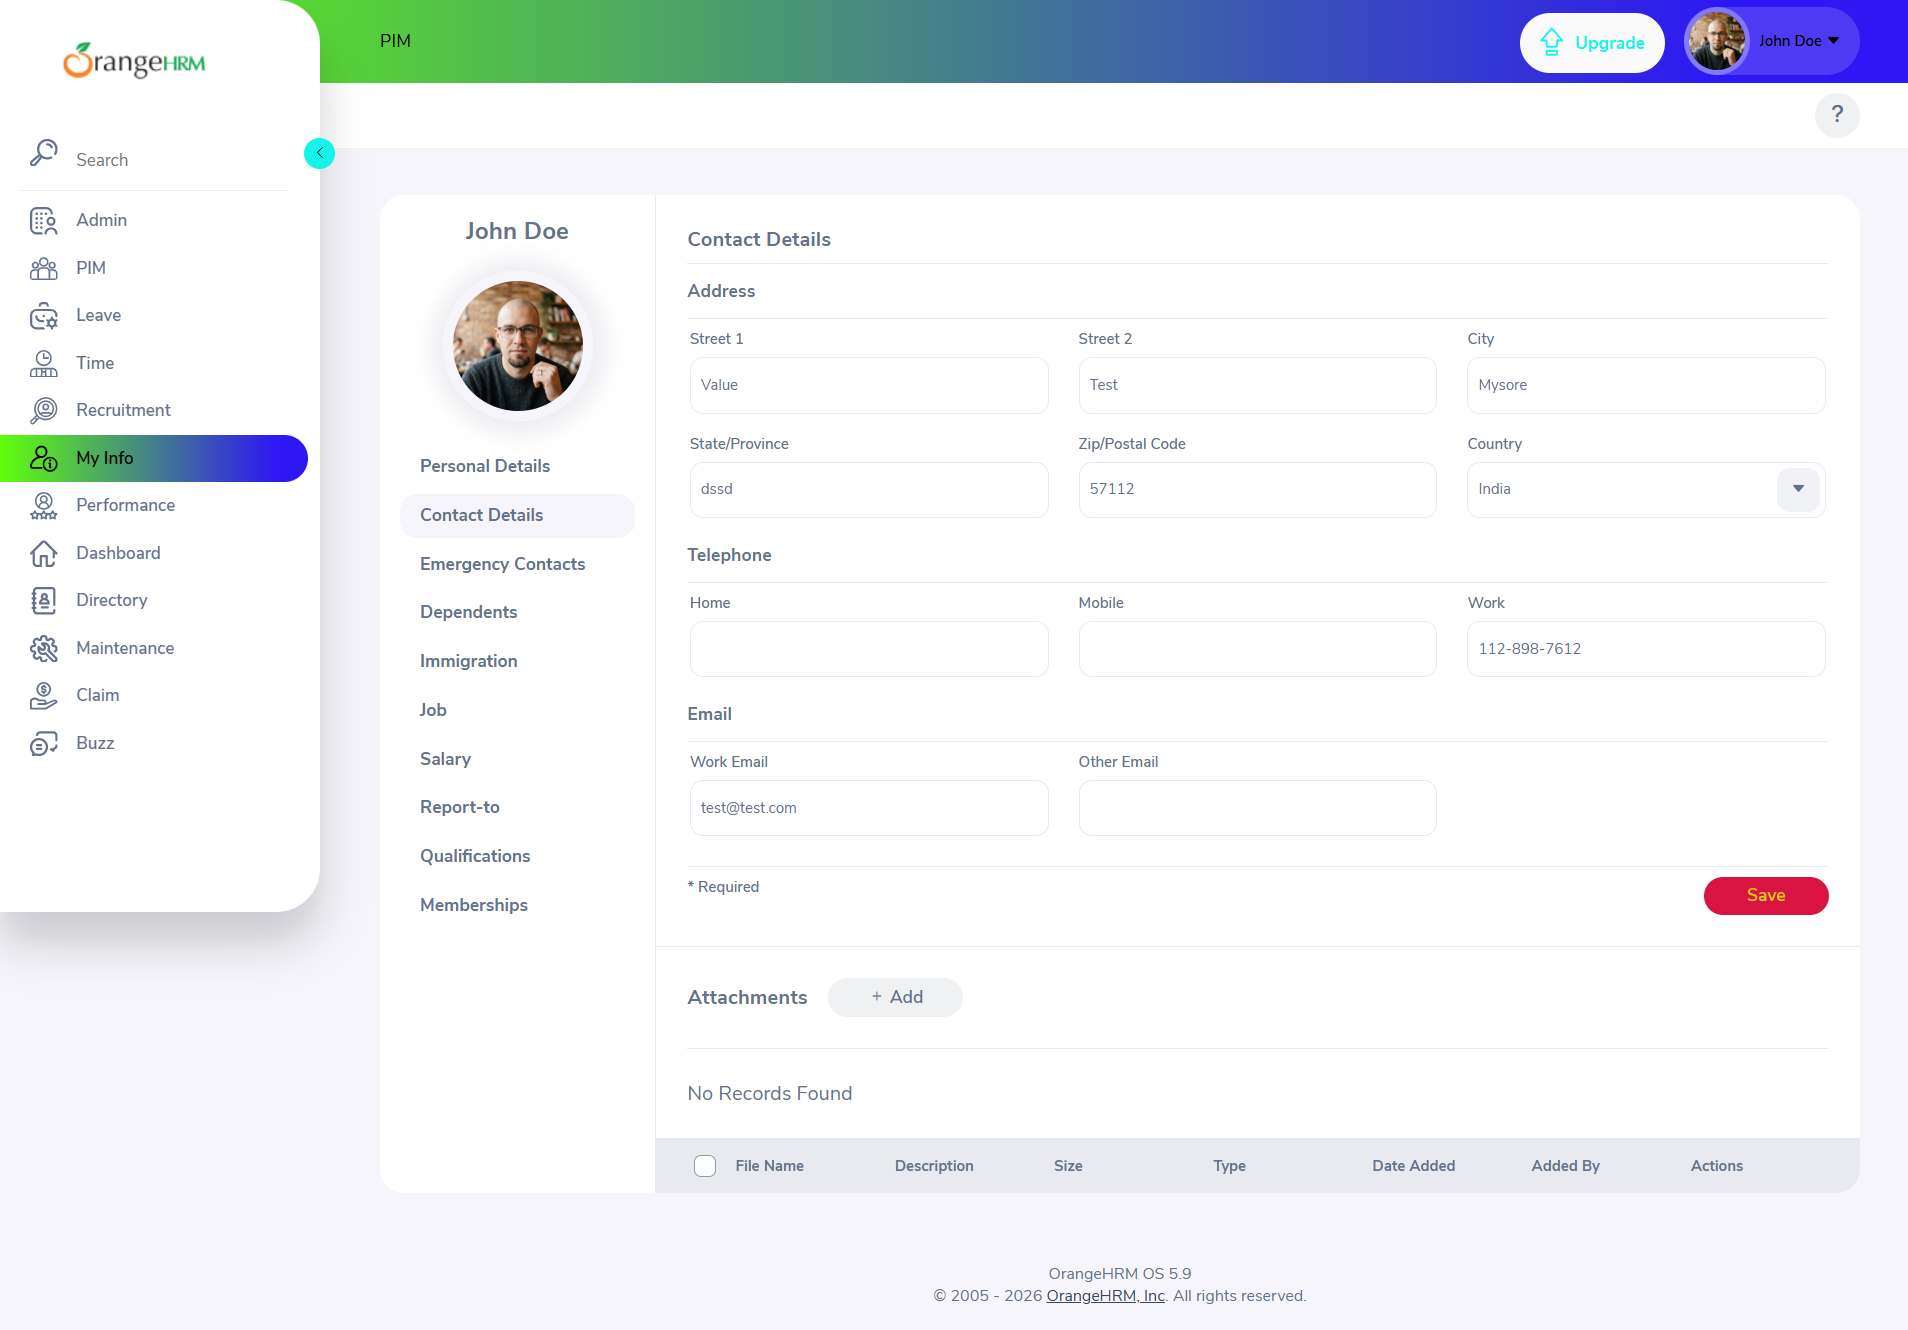 OrangeHRM
Search
Admin
PIM
Leave
Time
Recruitment
My Info
Performance
Dashboard
Directory
Maintenance
Claim
Buzz
PIM
Upgrade
John Doe
?
John Doe
Personal Details
Contact Details
Emergency Contacts
Dependents
Immigration
Job
Salary
Report-to
Qualifications
Memberships
Contact Details
Address
Street 1 Street 2 City
Value Test Mysore
State/Province Zip/Postal Code Country
dssd 57112 India
Telephone
Home Mobile Work
112-898-7612
Email
Work Email Other Email
test@test.com
* Required
Save
Attachments
+ Add
No Records Found
File Name Description Size Type Date Added Added By Actions
OrangeHRM OS 5.9
© 2005 - 2026 OrangeHRM, Inc. All rights reserved.